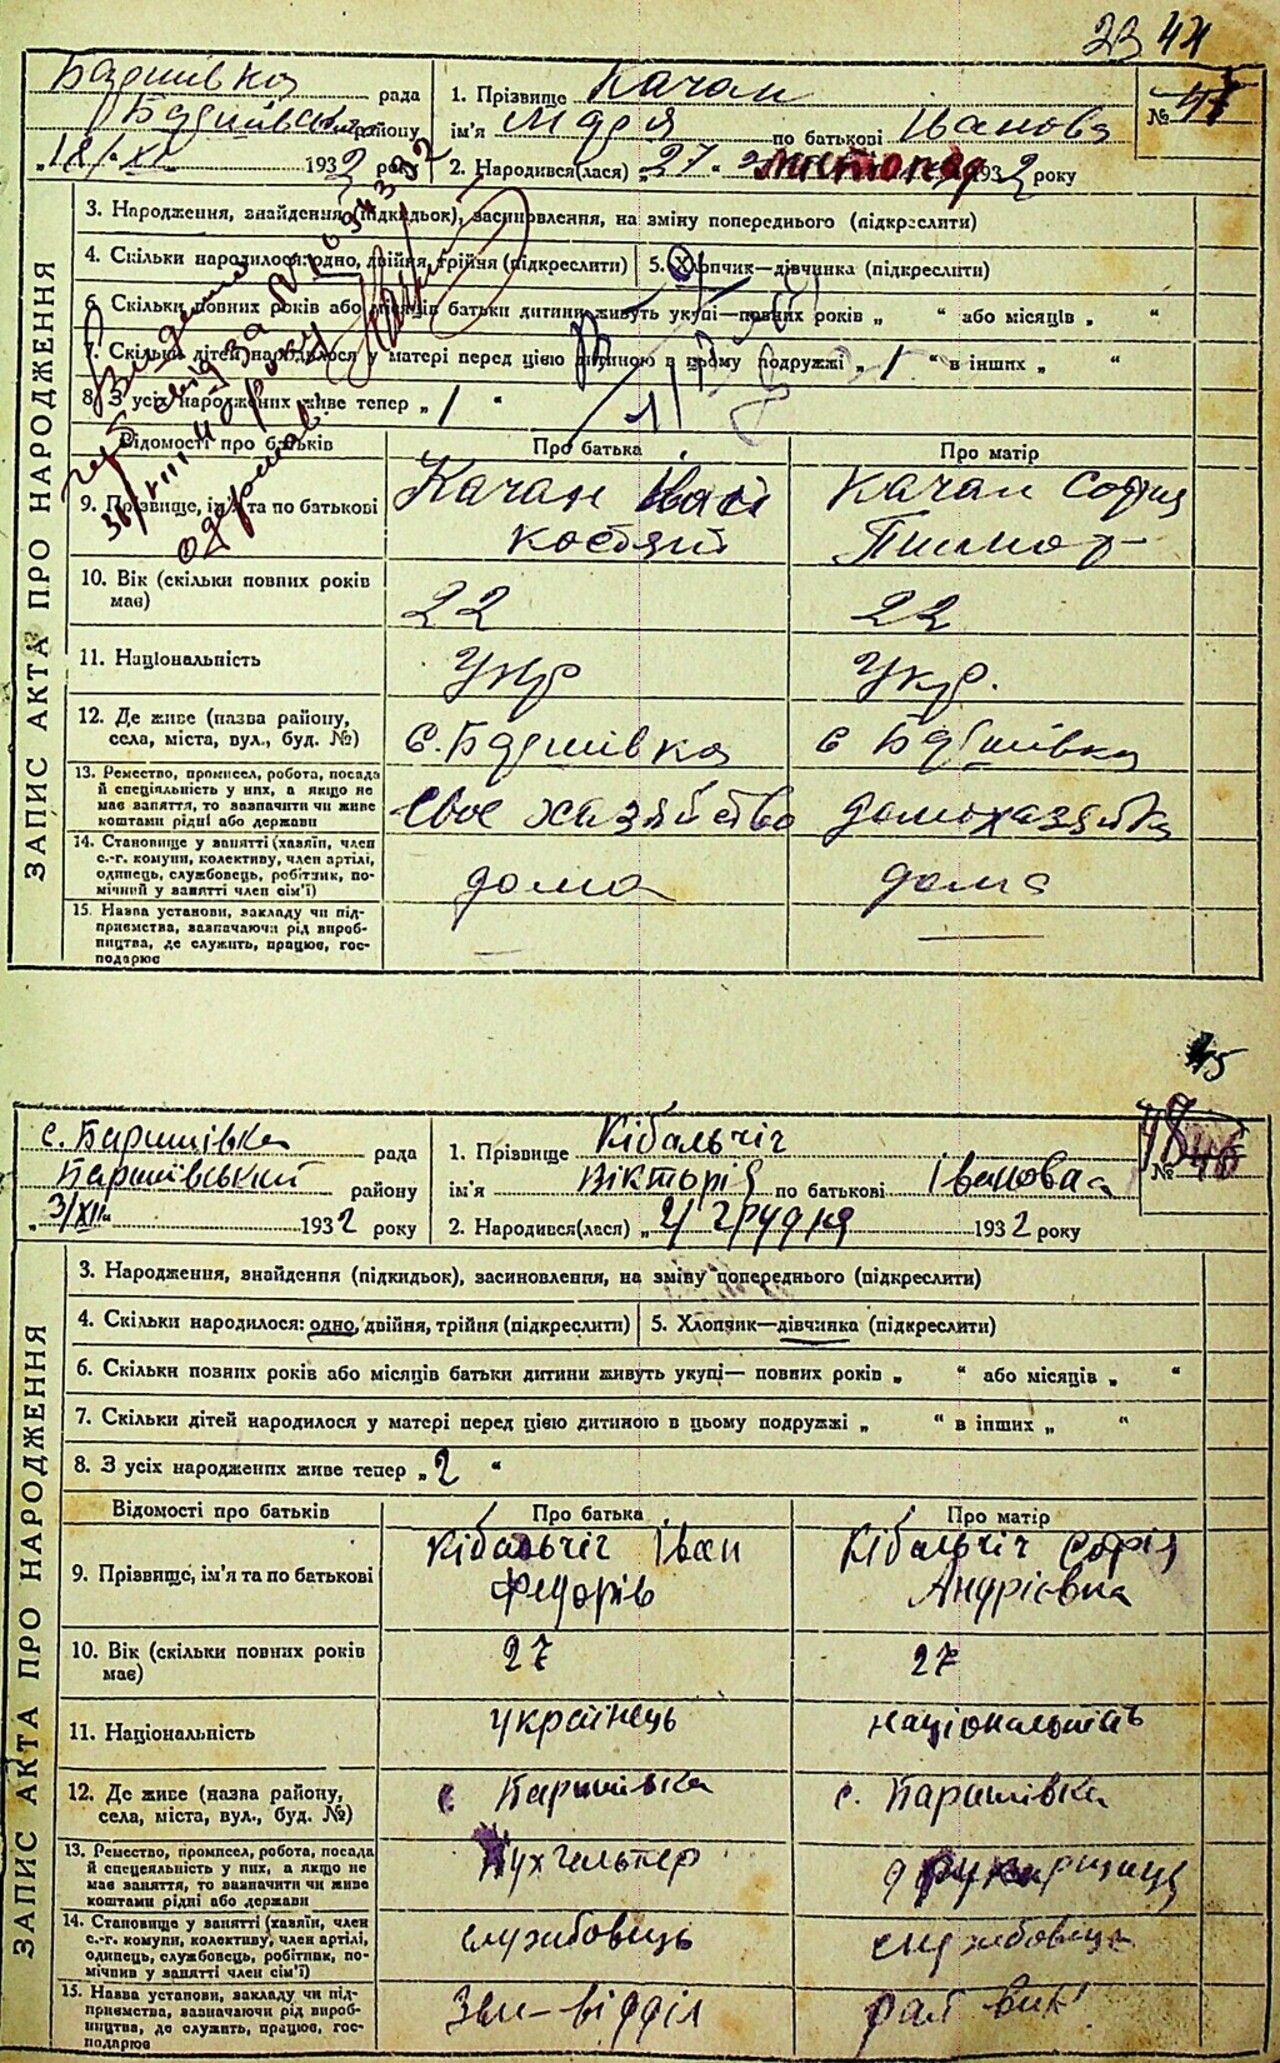 23 44
Баришівка рада
Баришівськ. району
1. Прізвище Качан
ім'я Марія по батькові Іванова
№ 47
1932 року
2. Народився(лася) „27“ листопад 1932 року
ЗАПИС АКТА ПРО НАРОДЖЕННЯ
3. Народження, знайдення (підкидьок), засиновлення, на зміну попереднього (підкреслити)
4. Скільки народилося: одно, двійня, трійня (підкреслити)
5. Хлопчик—дівчинка (підкреслити)
6. Скільки повних років або місяців батьки дитини живуть укупі—повних років „ “ або місяців „ “
7. Скільки дітей народилося у матері перед цією дитиною в цьому подружжі „ 1 “ в інших „ “
8. З усіх народжених живе тепер „ 1 “
Відомості про батьків
Про батька
Про матір
9. Прізвище, ім'я та по батькові
Качан Іван
Качан Софія
10. Вік (скільки повних років має)
22
22
11. Національність
Укр
Укр.
12. Де живе (назва району, села, міста, вул., буд. №)
с. Баришівка
с Баришівка
13. Ремество, промисел, робота, посада й спеціяльність у них, а якщо не має заняття, то зазначити чи живе коштами рідні або держави
Своє хазяйство
домохазяйка
14. Становище у занятті (хазяїн, член с.-г. комуни, колективу, член артілі, одинець, службовець, робітник, помічний у занятті член сім'ї)
дома
дома
15. Назва установи, закладу чи підприємства, зазначаючи рід виробництва, де служить, працює, господарює
45
с. Баришівка рада
Баришівський району
„3/XII“ 1932 року
1. Прізвище Кібальчіч
ім'я Вікторія по батькові Іванова
2. Народився(лася) „2“ грудня 1932 року
№ 48
ЗАПИС АКТА ПРО НАРОДЖЕННЯ
3. Народження, знайдення (підкидьок), засиновлення, на зміну попереднього (підкреслити)
4. Скільки народилося: одно, двійня, трійня (підкреслити)
5. Хлопчик—дівчинка (підкреслити)
6. Скільки повних років або місяців батьки дитини живуть укупі— повних років „ “ або місяців „ “
7. Скільки дітей народилося у матері перед цією дитиною в цьому подружжі „ “ в інших „ “
8. З усіх народжених живе тепер „ 2 “
Відомості про батьків
Про батька
Про матір
9. Прізвище, ім'я та по батькові
Кібальчіч Іван
Федорів
Кібальчіч Софія
Андрієвна
10. Вік (скільки повних років має)
27
27
11. Національність
українець
національність
12. Де живе (назва району, села, міста, вул., буд. №)
с. Баришівка
с. Баришівка
13. Ремество, промисел, робота, посада й спецеяльність у них, а якщо не має заняття, то зазначити чи живе коштами рідні або держави
Бухгальтер
друкарщиця
14. Становище у занятті (хазяїн, член с.-г. комуни, колективу, член артілі, одинець, службовець, робітник, помічник у занятті член сім'ї)
службовець
службовець
15. Назва установи, закладу чи підприємства, зазначаючи рід виробництва, де служить, працює, господарює
Зем-відділ